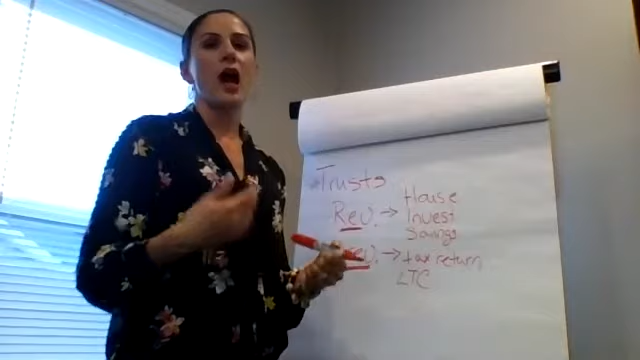 Trusts
Rev. → House
Invest
Savings
→ tax return
LTC